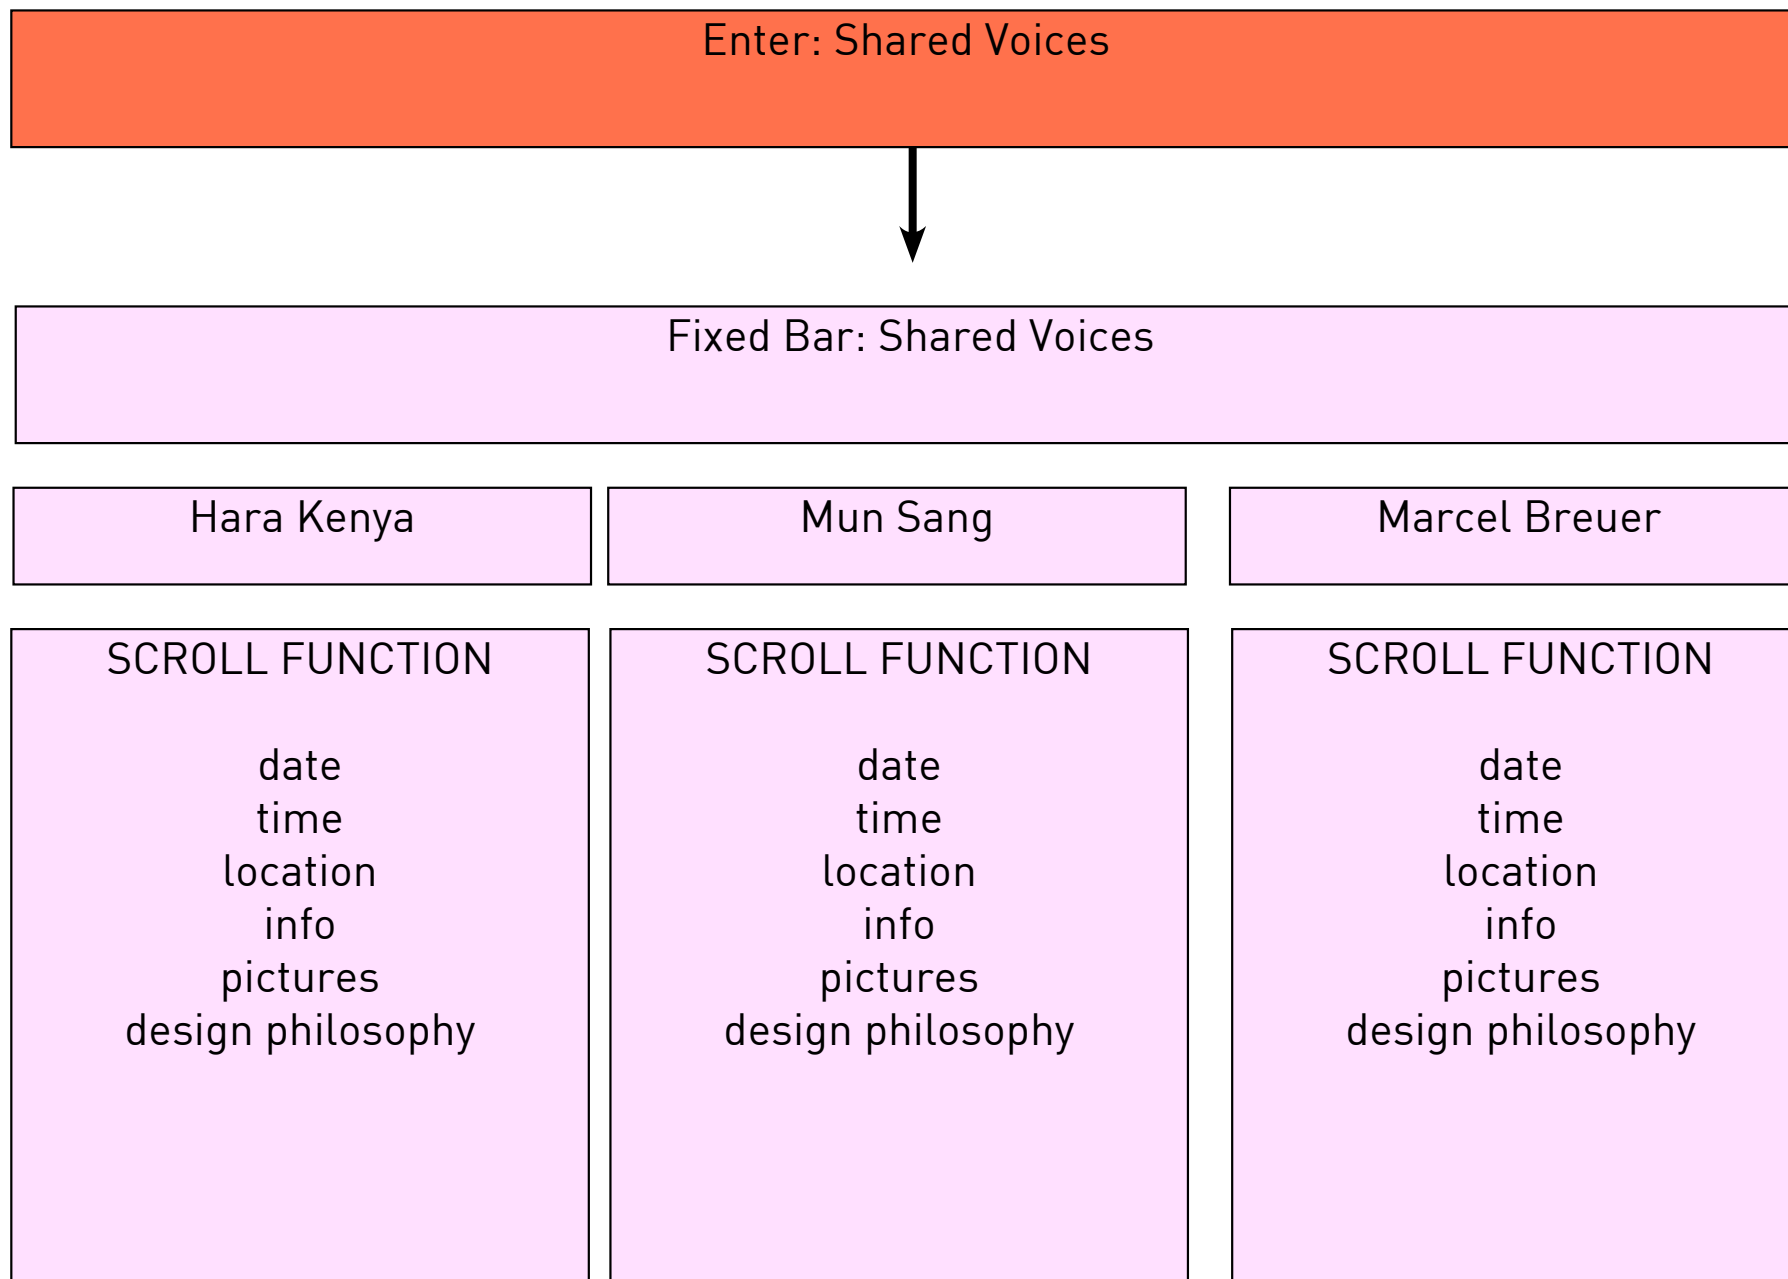 Enter: Shared Voices
Fixed Bar: Shared Voices
Hara Kenya
Mun Sang
Marcel Breuer
SCROLL FUNCTION
date
time
location
info
pictures
design philosophy
SCROLL FUNCTION
date
time
location
info
pictures
design philosophy
SCROLL FUNCTION
date
time
location
info
pictures
design philosophy